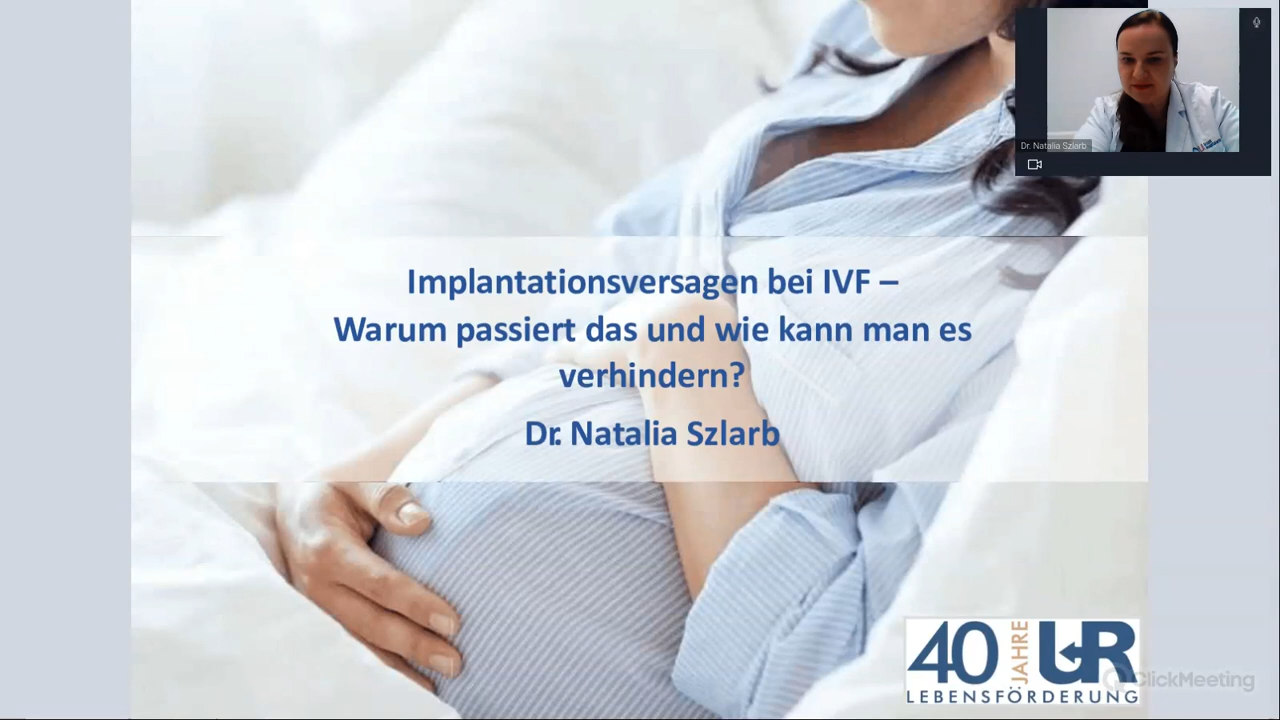 Dr. Natalia Szlarb
Implantationsversagen bei IVF –
Warum passiert das und wie kann man es
verhindern?
Dr. Natalia Szlarb
40 JAHRE UR
LEBENSFÖRDERUNG
ClickMeeting